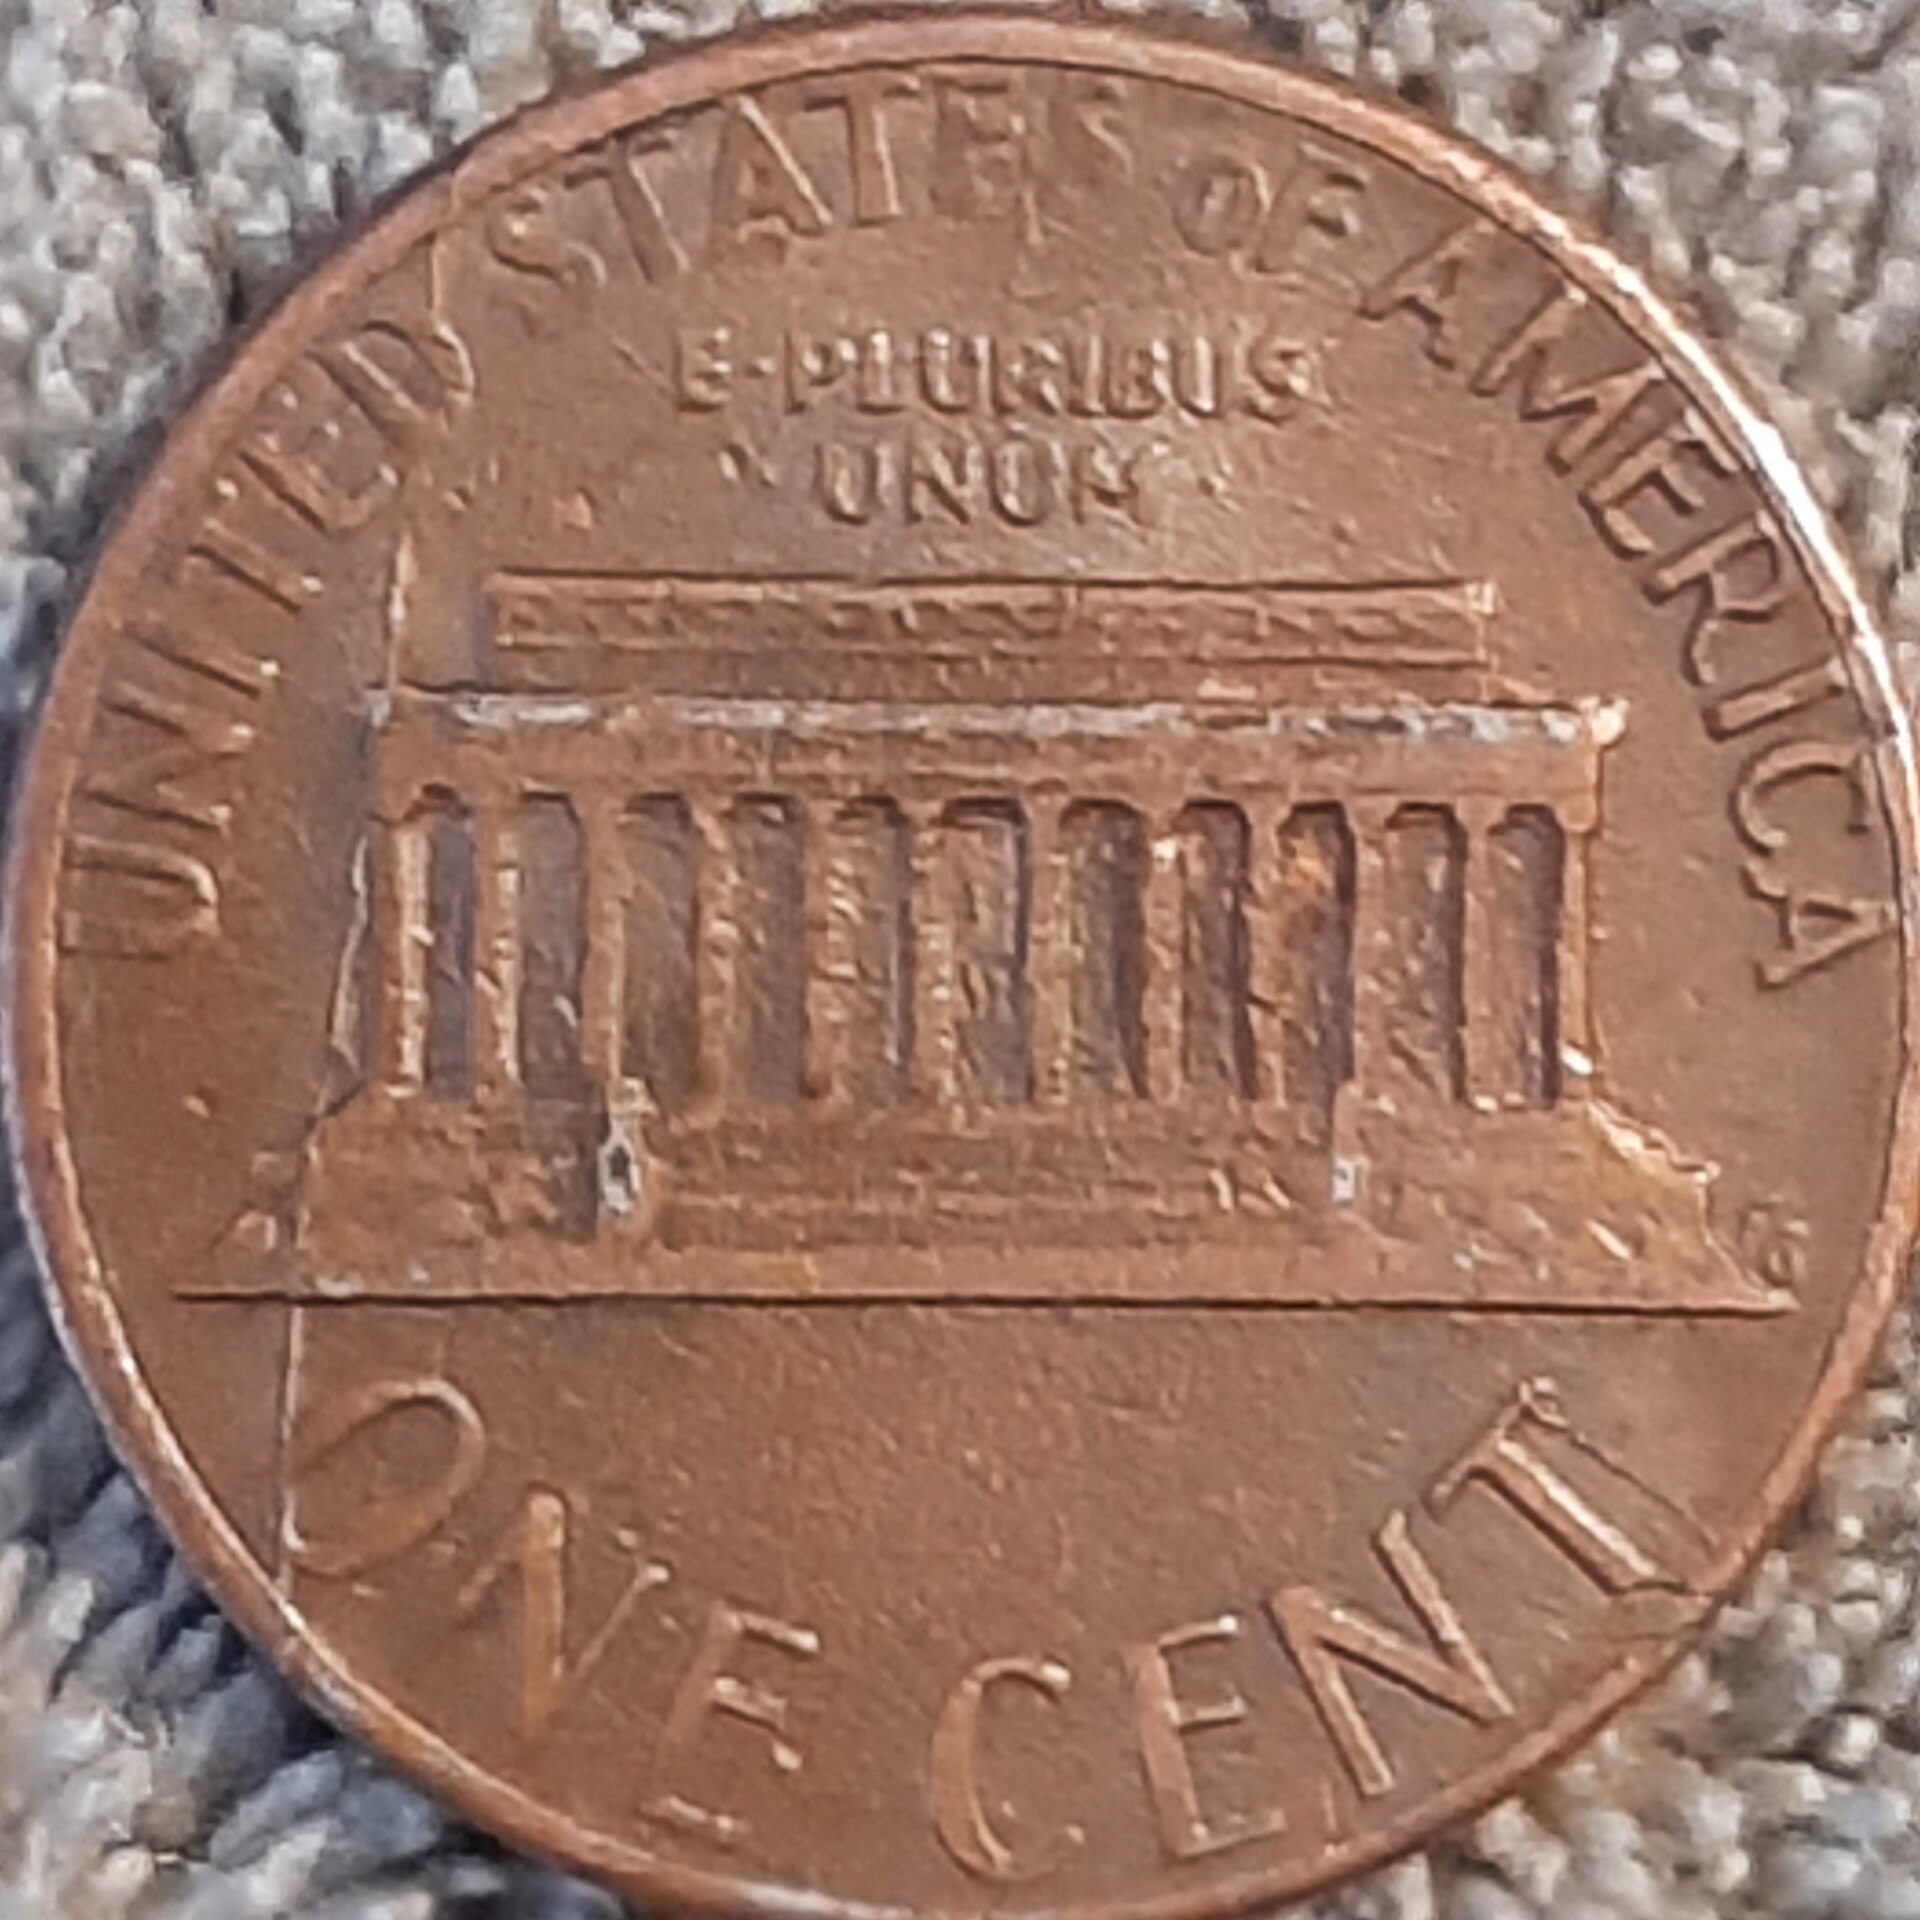 UNITED STATES OF AMERICA
E·PLURIBUS
·UNUM·
ONE CENT